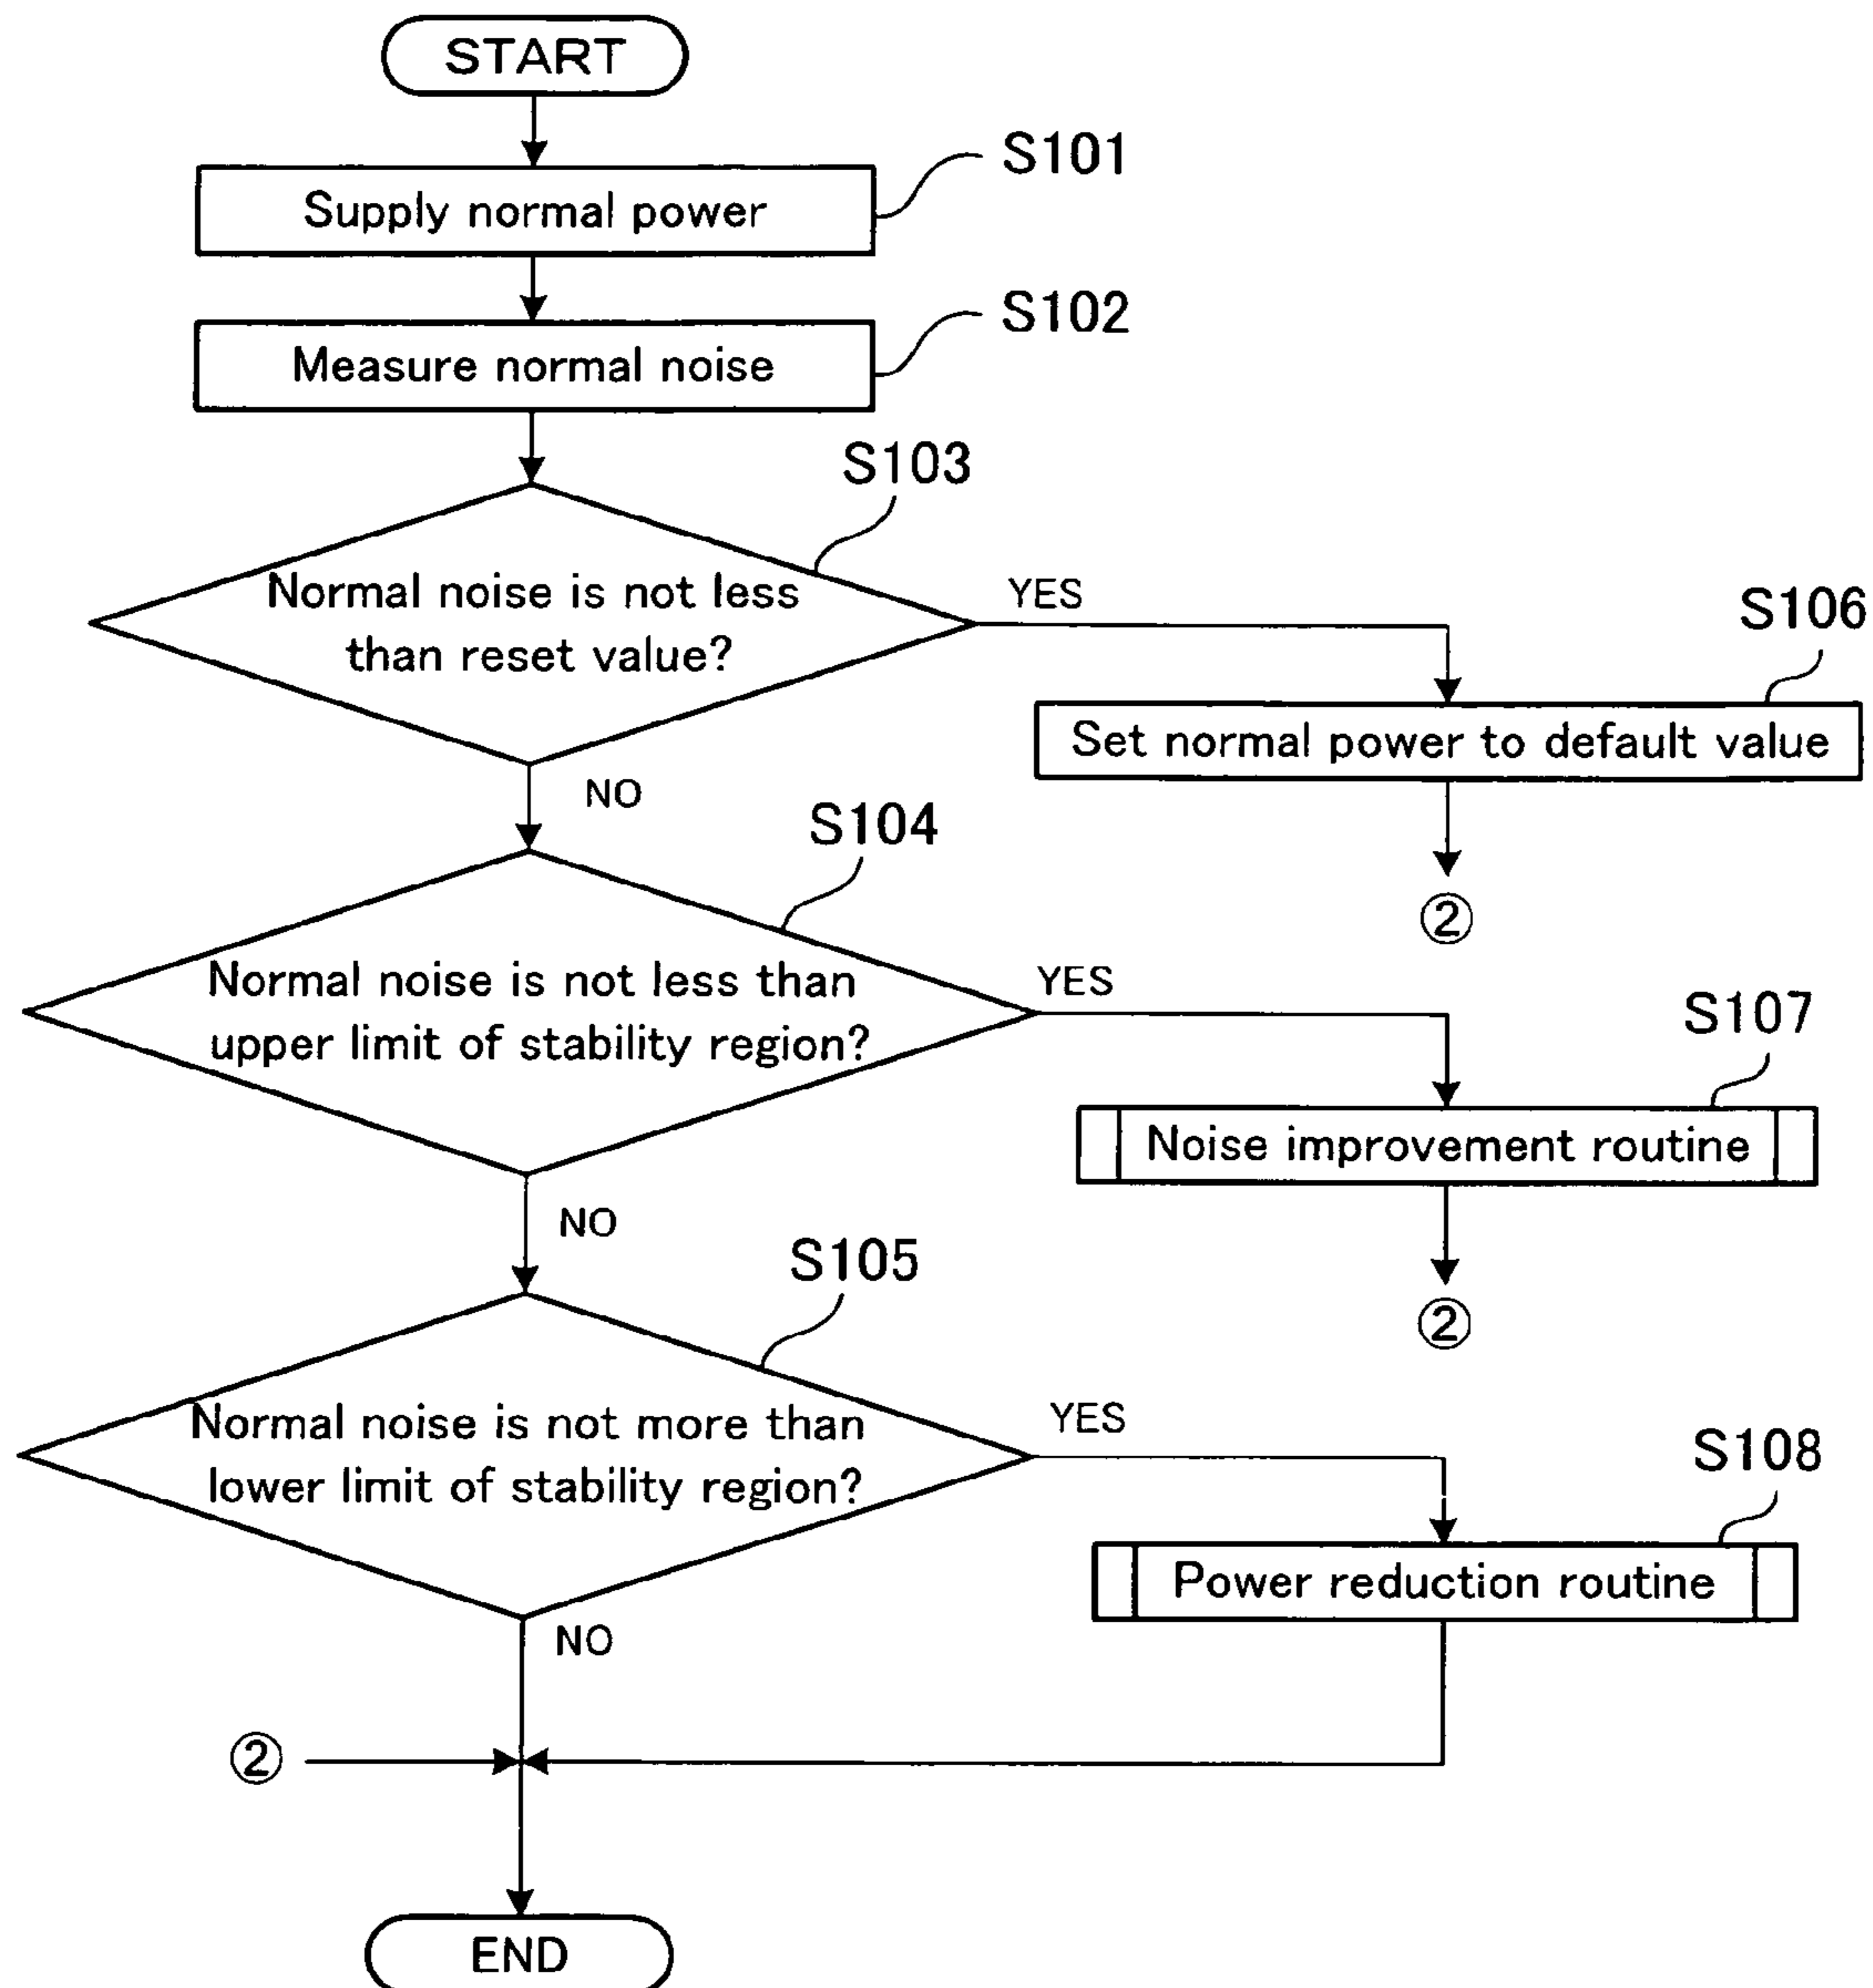 START
Supply normal power
S101
Measure normal noise
S102
S103
Normal noise is not less
than reset value?
YES
S106
Set normal power to default value
②
NO
S104
Normal noise is not less than
upper limit of stability region?
YES
S107
Noise improvement routine
②
NO
S105
Normal noise is not more than
lower limit of stability region?
YES
S108
Power reduction routine
NO
②
END